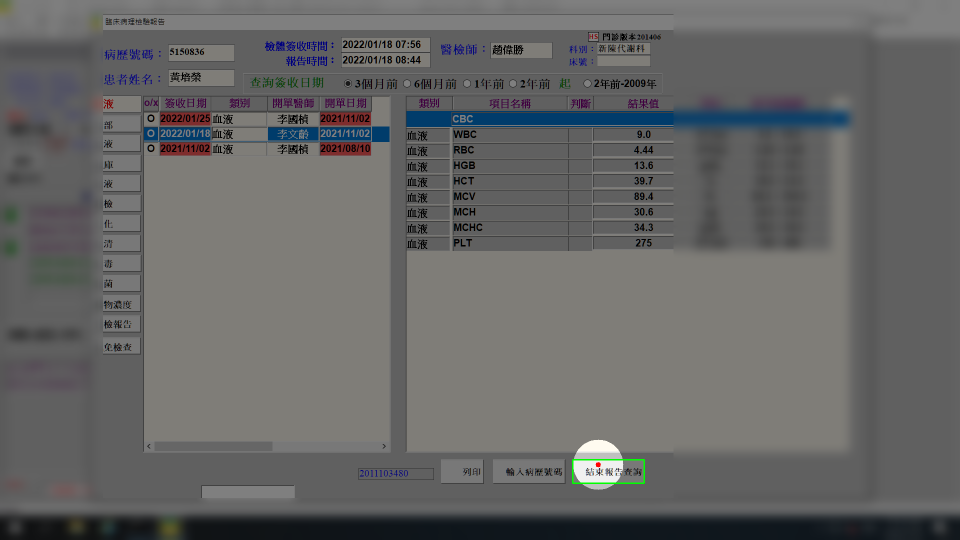 臨床病理檢驗報告
HS 門診版本201406
病歷號碼： 5150836 檢體簽收時間： 2022/01/18 07:56 醫檢師： 趙偉勝 科別： 新陳代謝科
報告時間： 2022/01/18 08:44 床號：
患者姓名： 黃培榮 查詢簽收日期 3個月前 6個月前 1年前 2年前 起 2年前-2009年
液
部
液
庫
液
檢
化
清
毒
菌
物濃度
檢報告
免檢查
o/x 簽收日期 類別 開單醫師 開單日期
O 2022/01/25 血液 李國楨 2021/11/02
O 2022/01/18 血液 李文齡 2021/11/02
O 2021/11/02 血液 李國楨 2021/08/10
類別 項目名稱 判斷 結果值
CBC
血液 WBC 9.0
血液 RBC 4.44
血液 HGB 13.6
血液 HCT 39.7
血液 MCV 89.4
血液 MCH 30.6
血液 MCHC 34.3
血液 PLT 275
2011103480 列印 輸入病歷號碼 結束報告查詢